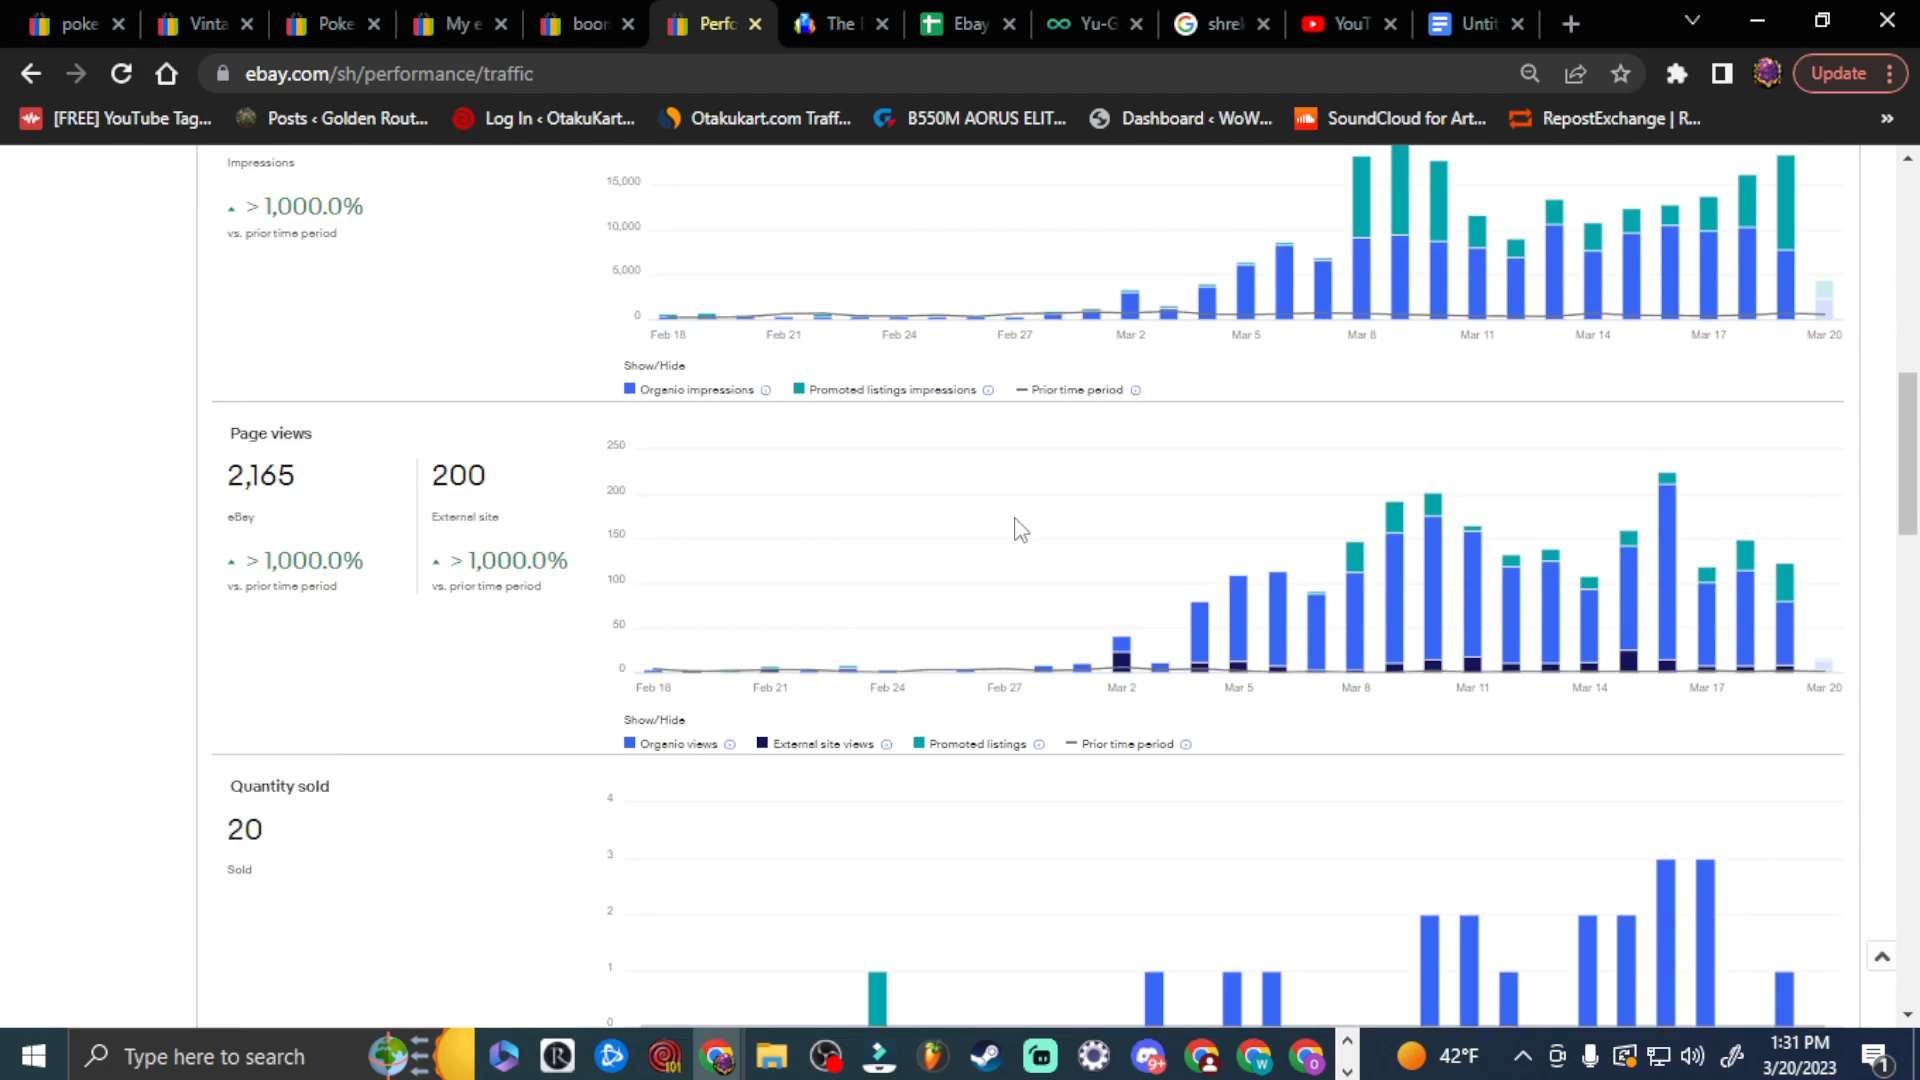 poke
Vinta
Poke
My e
boon
Perfo
The E
Ebay
Yu-G
shrek
YouT
Untit
ebay.com/sh/performance/traffic
Update
[FREE] YouTube Tag...
Posts ‹ Golden Rout...
Log In ‹ OtakuKart...
Otakukart.com Traff...
B550M AORUS ELIT...
Dashboard ‹ WoW...
SoundCloud for Art...
RepostExchange | R...
»
Impressions
> 1,000.0%
vs. prior time period
15,000
10,000
5,000
0
Feb 18
Feb 21
Feb 24
Feb 27
Mar 2
Mar 5
Mar 8
Mar 11
Mar 14
Mar 17
Mar 20
Show/Hide
Organic impressions
Promoted listings impressions
Prior time period
Page views
2,165
200
eBay
External site
> 1,000.0%
> 1,000.0%
vs. prior time period
vs. prior time period
250
200
150
100
50
0
Feb 18
Feb 21
Feb 24
Feb 27
Mar 2
Mar 5
Mar 8
Mar 11
Mar 14
Mar 17
Mar 20
Show/Hide
Organic views
External site views
Promoted listings
Prior time period
Quantity sold
20
Sold
4
3
2
1
0
Type here to search
101
9+
42°F
1:31 PM
3/20/2023
1